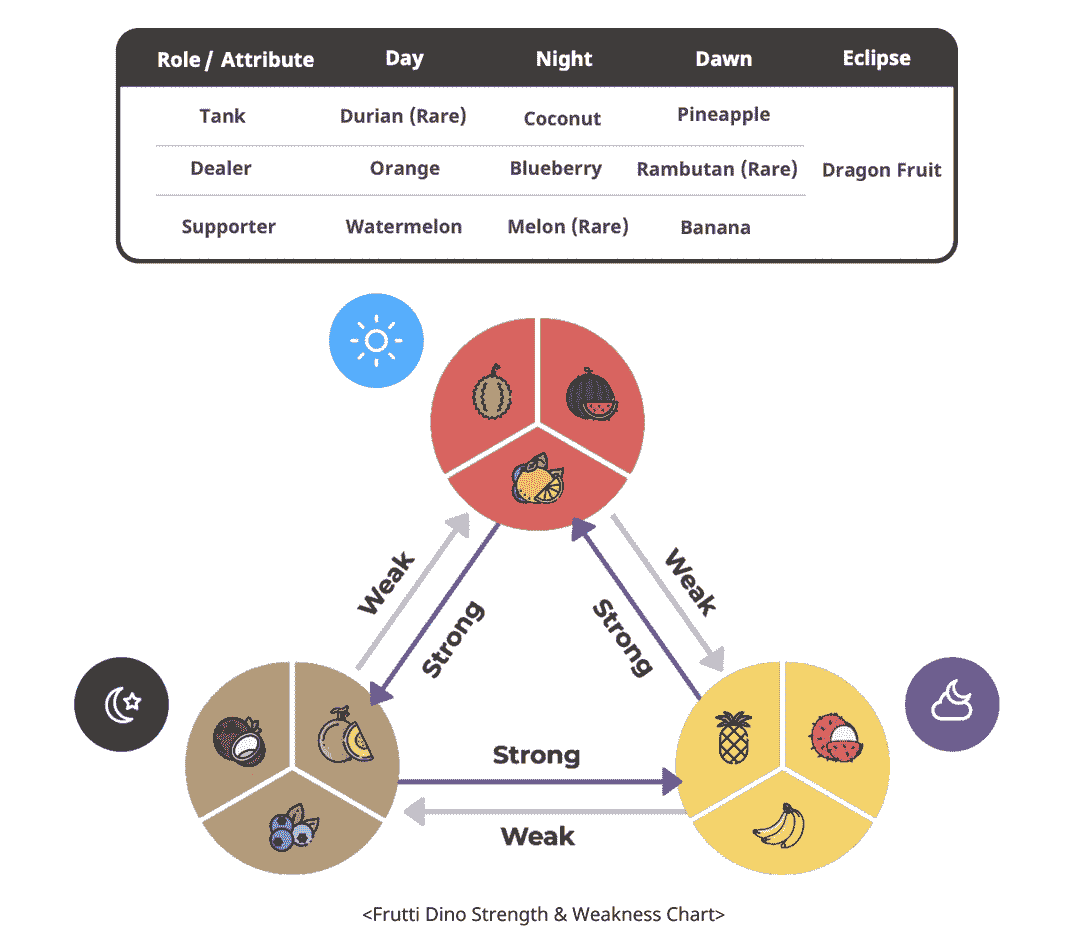 Role / Attribute Day Night Dawn Eclipse
Tank Durian (Rare) Coconut Pineapple
Dealer Orange Blueberry Rambutan (Rare) Dragon Fruit
Supporter Watermelon Melon (Rare) Banana
Weak
Strong
Strong
Weak
Strong
Weak
<Frutti Dino Strength & Weakness Chart>